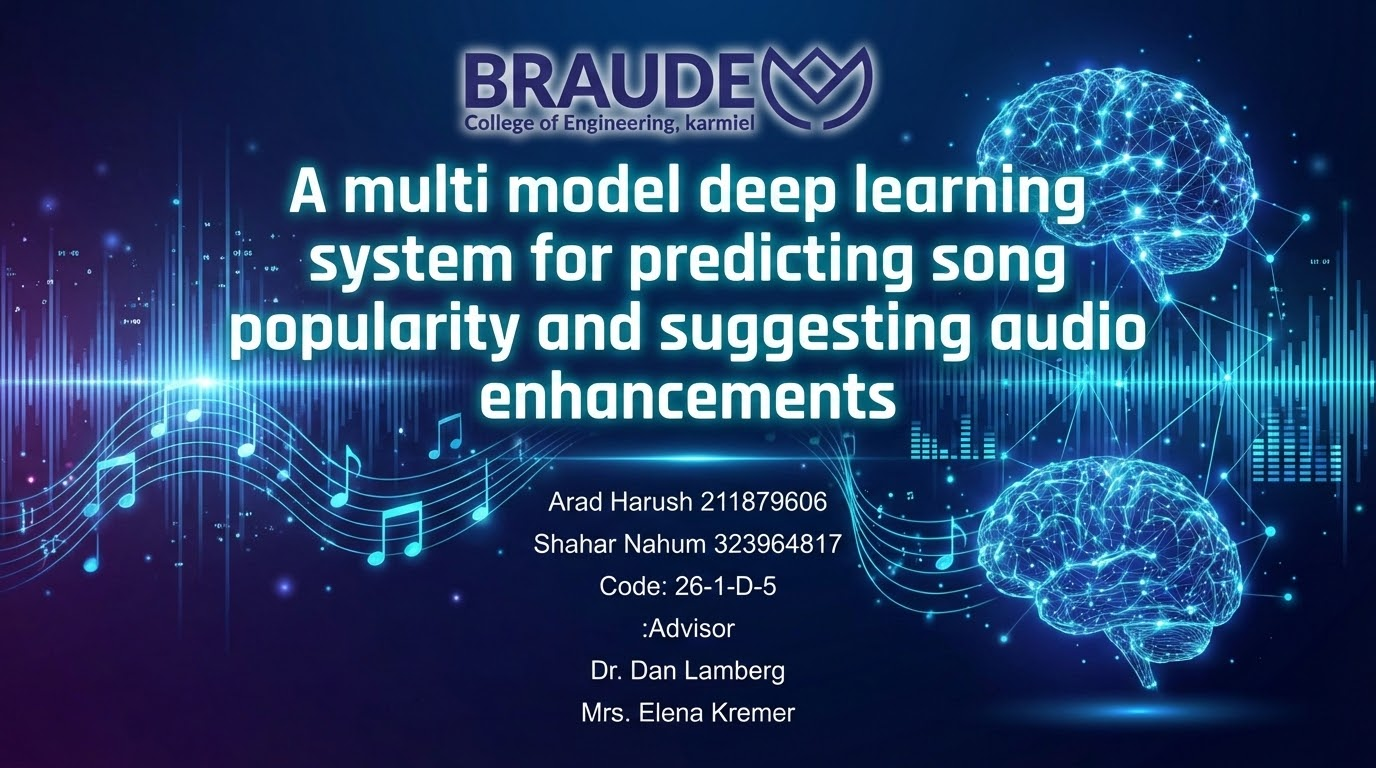 BRAUDE
College of Engineering, karmiel
A multi model deep learning
system for predicting song
popularity and suggesting audio
enhancements
Arad Harush 211879606
Shahar Nahum 323964817
Code: 26-1-D-5
:Advisor
Dr. Dan Lamberg
Mrs. Elena Kremer